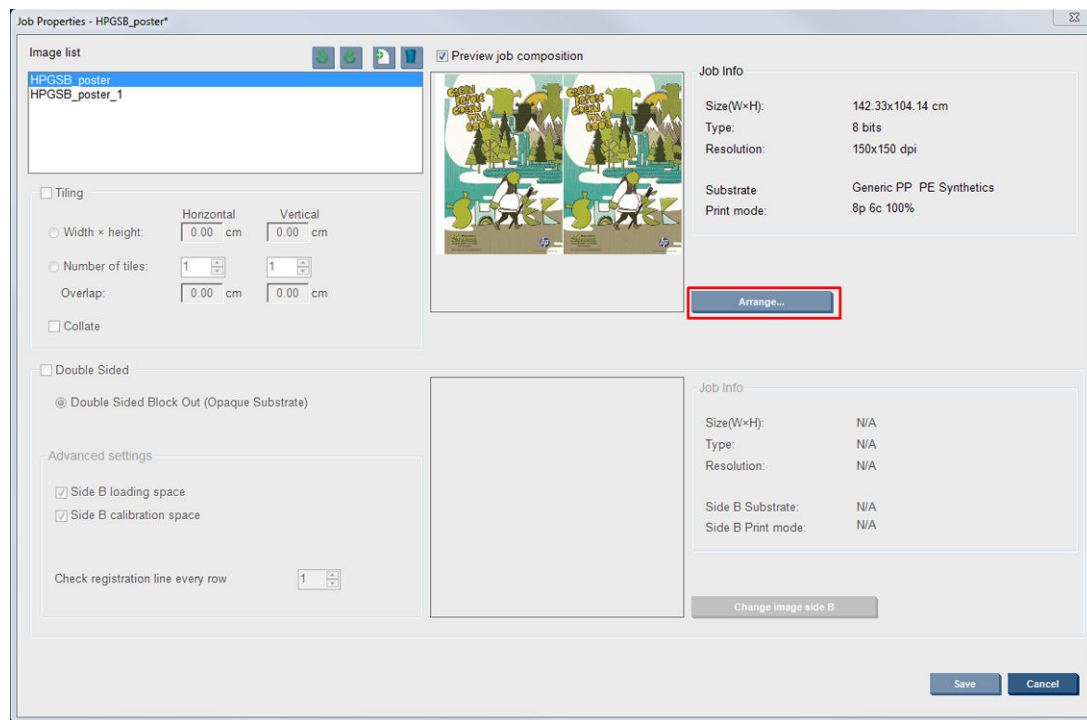 Job Properties - HPGSB_poster*
Image list
HPGSB_poster
HPGSB_poster_1
Preview job composition
Job Info
Size(W×H): 142.33x104.14 cm
Type: 8 bits
Resolution: 150x150 dpi
Substrate Generic PP PE Synthetics
Print mode: 8p 6c 100%
Arrange...
Tiling
Horizontal Vertical
Width × height: 0.00 cm 0.00 cm
Number of tiles: 1 1
Overlap: 0.00 cm 0.00 cm
Collate
Double Sided
Double Sided Block Out (Opaque Substrate)
Advanced settings
Side B loading space
Side B calibration space
Check registration line every row 1
Job Info
Size(W×H): N/A
Type: N/A
Resolution: N/A
Side B Substrate: N/A
Side B Print mode: N/A
Change image side B
Save Cancel